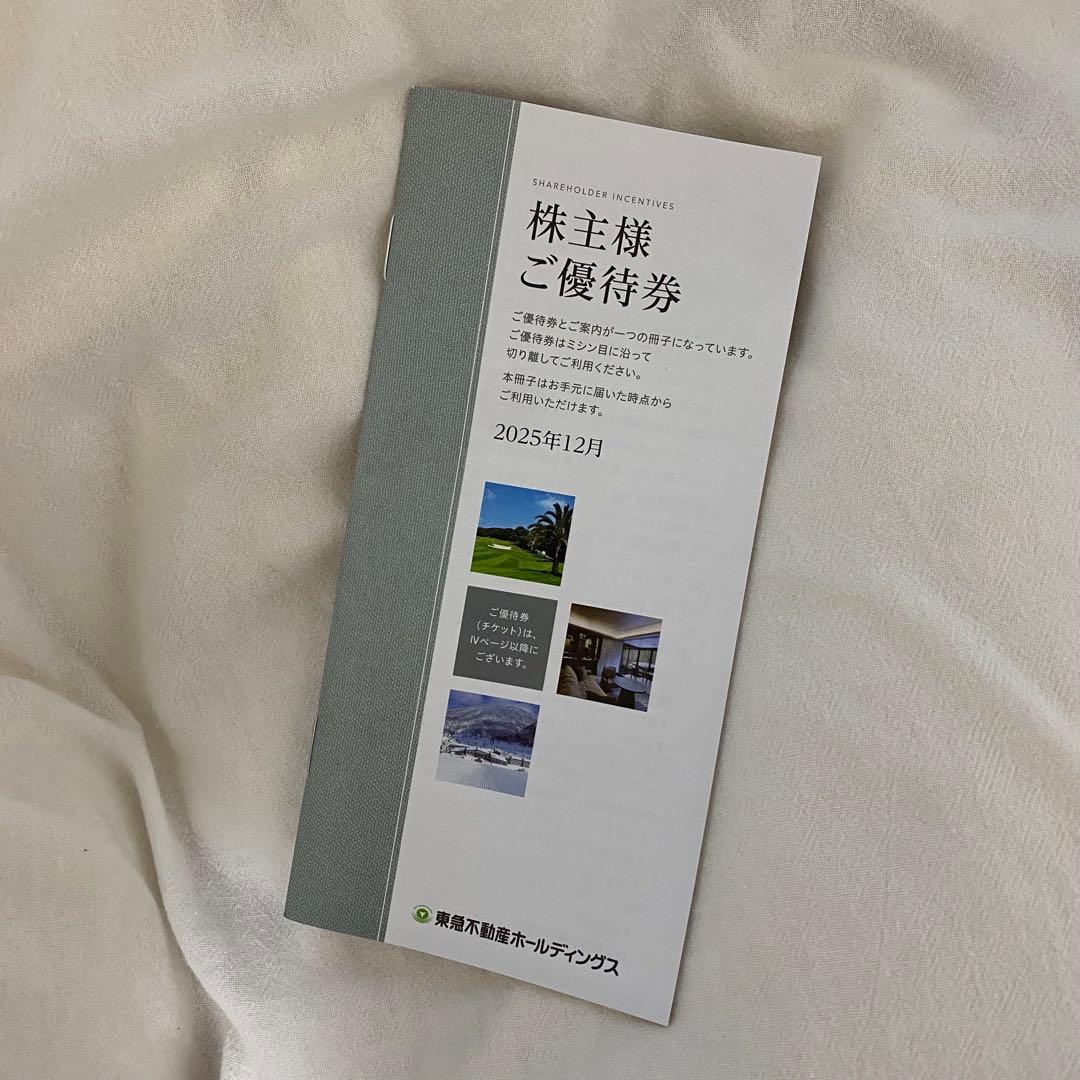 SHAREHOLDER INCENTIVES
株主様
ご優待券
ご優待券とご案内が一つの冊子になっています。
ご優待券はミシン目に沿って
切り離してご利用ください。
本冊子はお手元に届いた時点から
ご利用いただけます。
2025年12月
ご優待券
（チケット）は、
Ⅳページ以降に
ございます。
東急不動産ホールディングス